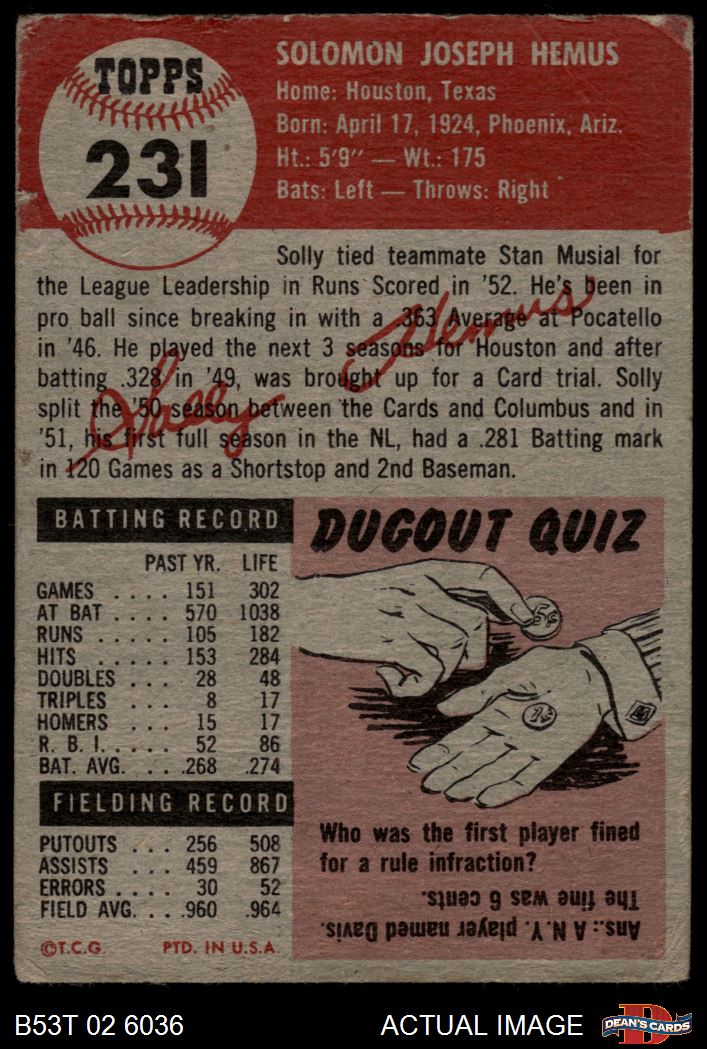 TOPPS
231
SOLOMON JOSEPH HEMUS
Home: Houston, Texas
Born: April 17, 1924, Phoenix, Ariz.
Ht.: 5'9" — Wt.: 175
Bats: Left — Throws: Right
Solly tied teammate Stan Musial for
the League Leadership in Runs Scored in '52. He's been in
pro ball since breaking in with a .363 Average at Pocatello
in '46. He played the next 3 seasons for Houston and after
batting .328 in '49, was brought up for a Card trial. Solly
split the '50 season between the Cards and Columbus and in
'51, his first full season in the NL, had a .281 Batting mark
in 120 Games as a Shortstop and 2nd Baseman.
Solly Hemus
BATTING RECORD
PAST YR. LIFE
GAMES .... 151 302
AT BAT .... 570 1038
RUNS ..... 105 182
HITS ..... 153 284
DOUBLES ... 28 48
TRIPLES ... 8 17
HOMERS ... 15 17
R. B. I. .... 52 86
BAT. AVG. .. .268 .274
FIELDING RECORD
PUTOUTS ... 256 508
ASSISTS ... 459 867
ERRORS .... 30 52
FIELD AVG. ... .960 .964
©T.C.G. PTD. IN U.S.A.
DUGOUT QUIZ
5¢
1¢
Who was the first player fined
for a rule infraction?
Ans.: A N.Y. player named Davis.
The fine was 6 cents.
B53T 02 6036
ACTUAL IMAGE
D
DEAN'S CARDS